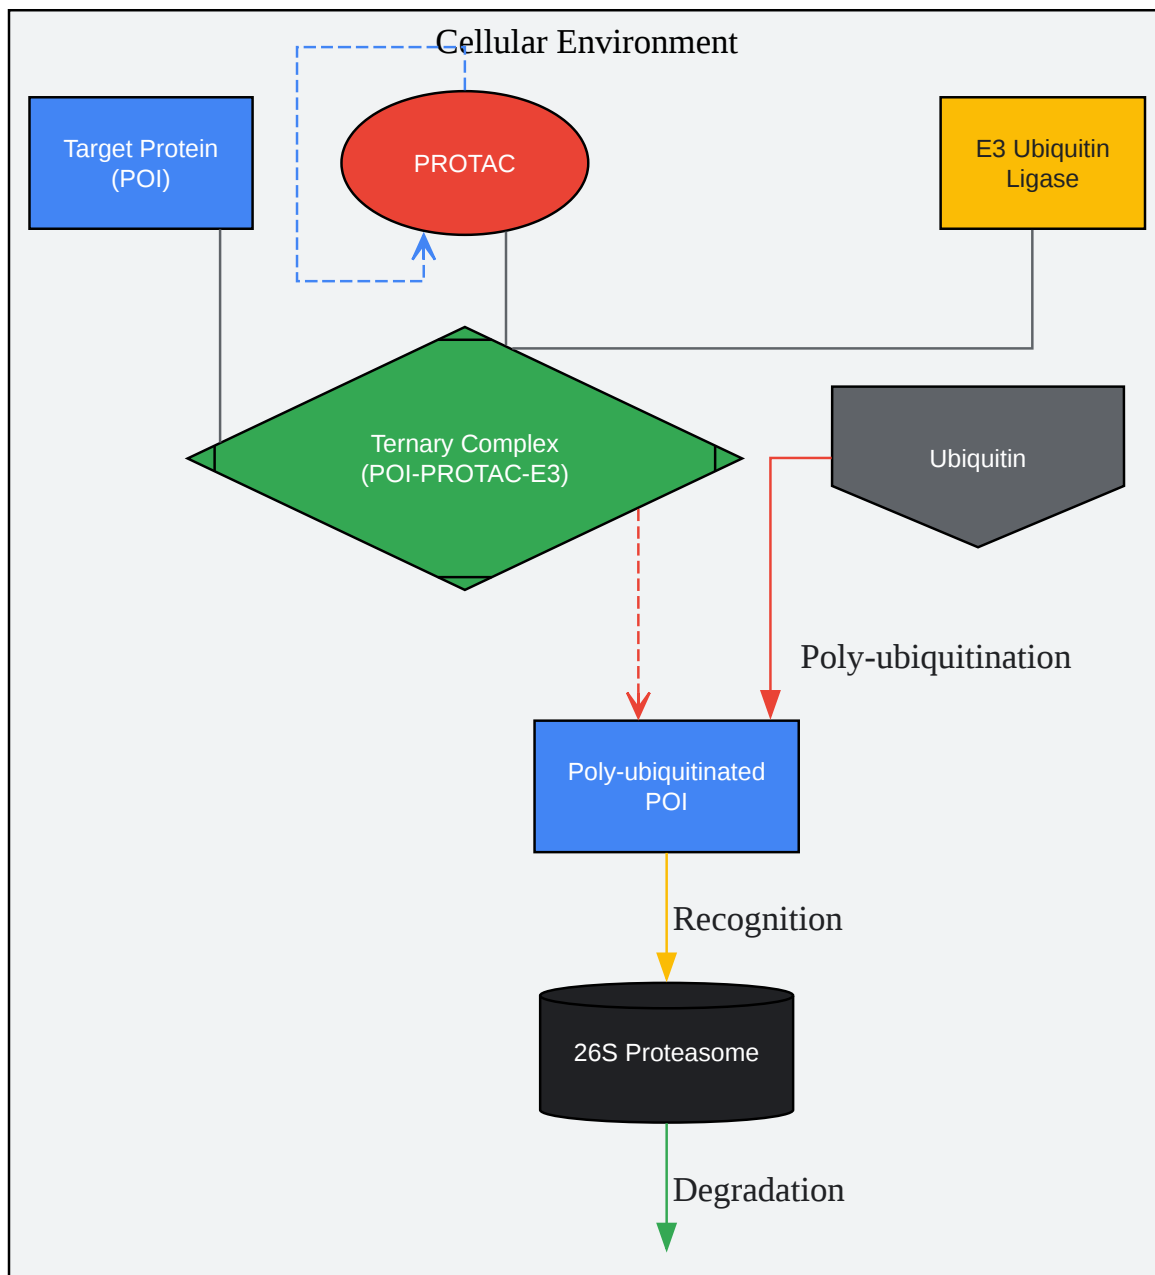 Cellular Environment
Target Protein
(POI)
PROTAC
E3 Ubiquitin
Ligase
Ternary Complex
(POI-PROTAC-E3)
Ubiquitin
Poly-ubiquitination
Poly-ubiquitinated
POI
Recognition
26S Proteasome
Degradation